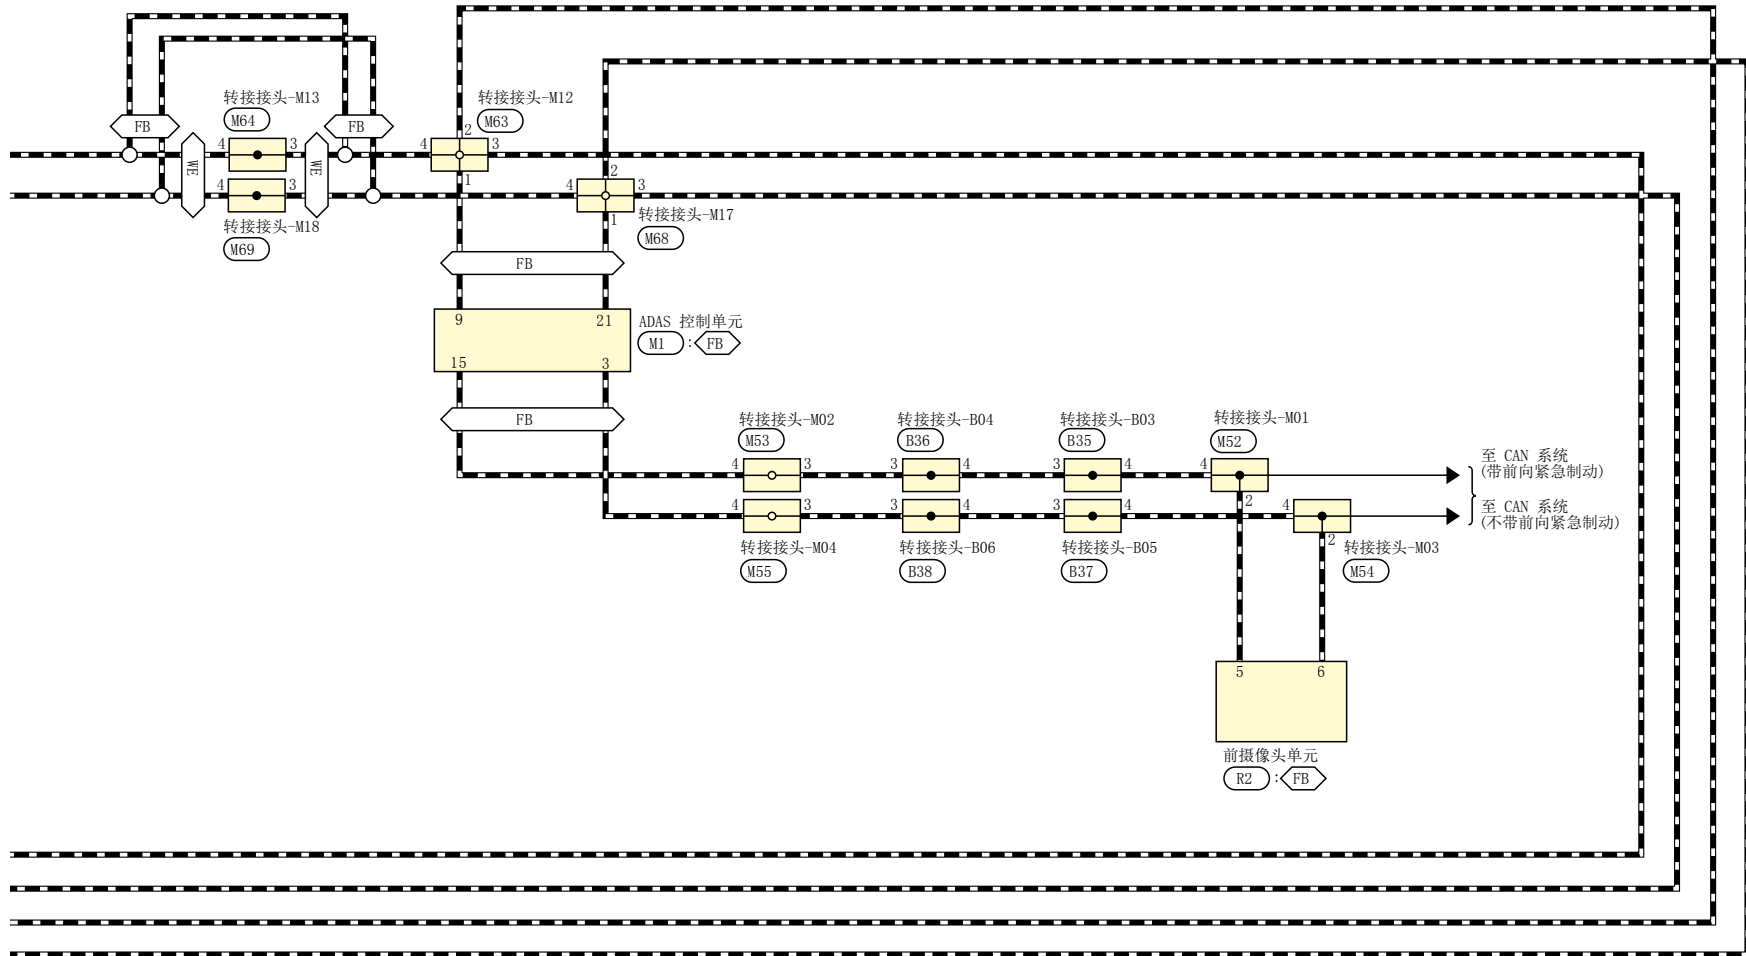 转接接头-M13
M64
FB
FB
4
3
WE
WE
4
3
转接接头-M18
M69
转接接头-M12
M63
2
4
3
1
2
4
3
1
转接接头-M17
M68
FB
9
21
15
3
ADAS 控制单元
M1
:
FB
FB
转接接头-M02
M53
4
3
转接接头-B04
B36
3
4
转接接头-B03
B35
3
4
转接接头-M01
M52
4
2
至 CAN 系统
(带前向紧急制动)
至 CAN 系统
(不带前向紧急制动)
4
3
转接接头-M04
M55
3
4
转接接头-B06
B38
3
4
转接接头-B05
B37
4
2
转接接头-M03
M54
5
6
前摄像头单元
R2
:
FB